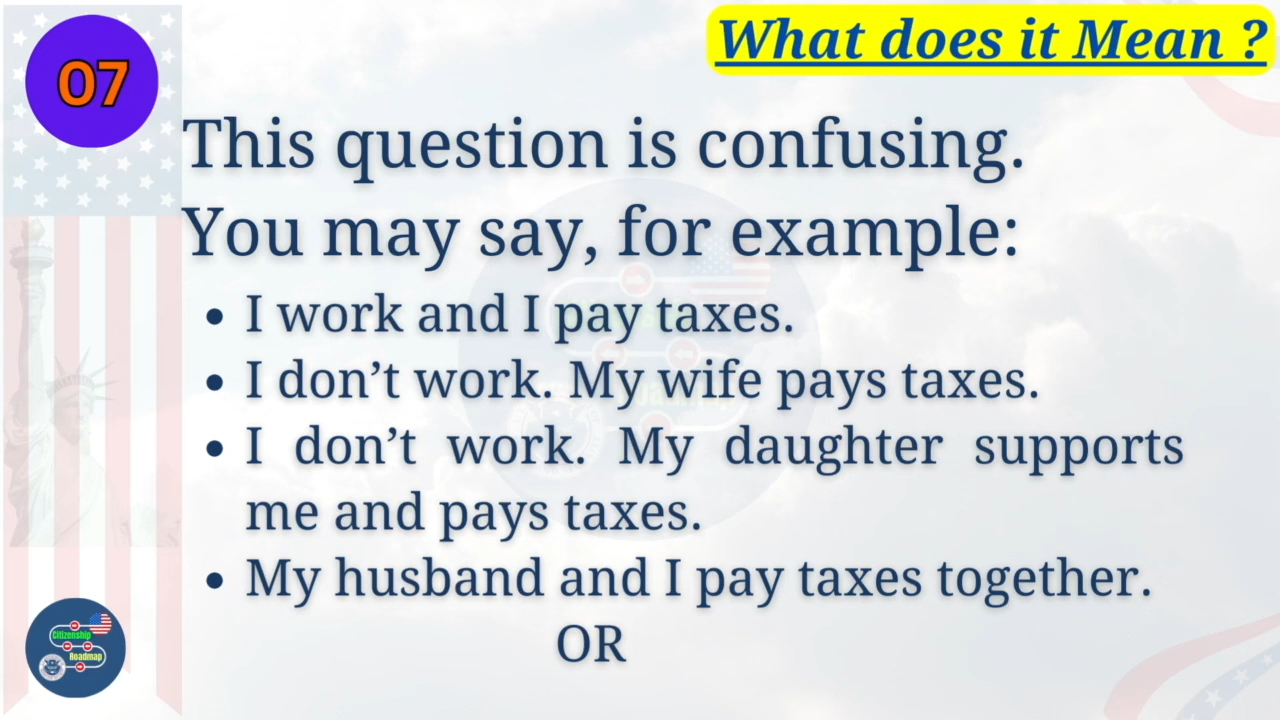 07
What does it Mean ?
This question is confusing.
You may say, for example:
• I work and I pay taxes.
• I don’t work. My wife pays taxes.
• I don’t work. My daughter supports
me and pays taxes.
• My husband and I pay taxes together.
OR
Citizenship
Roadmap